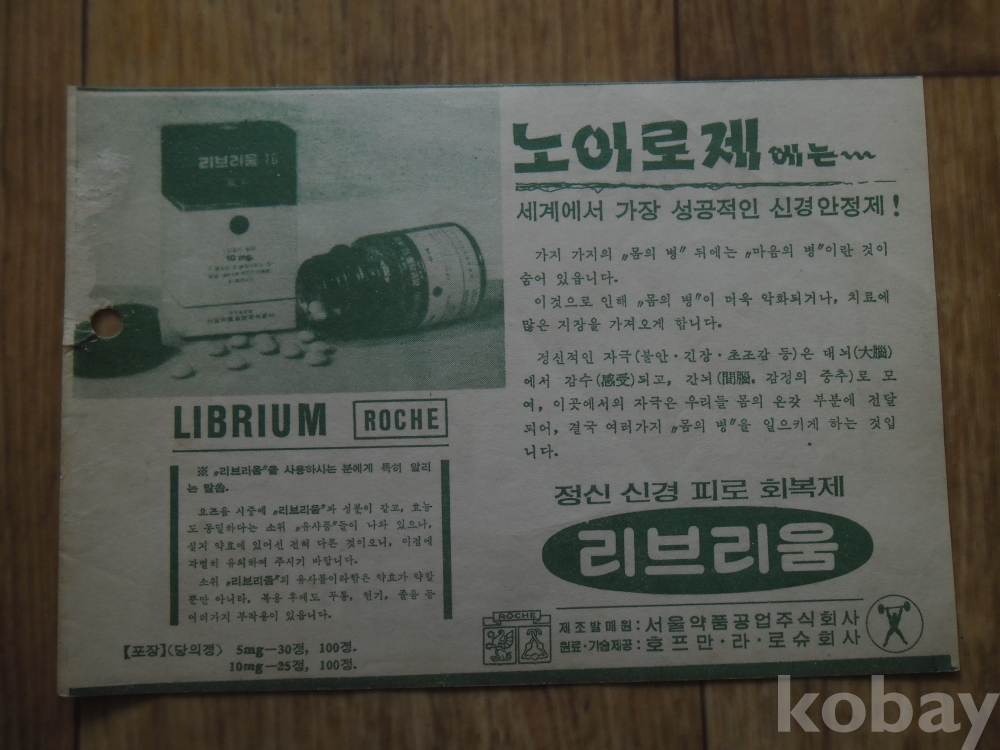 리브리움 10
10 mg.
LIBRIUM ROCHE
※ „리브리움”을 사용하시는 분에게 특히 알리
는 말씀.
요즈음 시중에 „리브리움”과 성분이 같고, 효능
도 동일하다는 소위 „유사품”들이 나와 있으나,
실지 약효에 있어선 전혀 다른 것이오니, 이점에
각별히 유의하여 주시기 바랍니다.
소위 „리브리움”의 유사품이라함은 약효가 약할
뿐만 아니라, 복용 후에도 두통, 현기, 졸음 등
여러가지 부작용이 있읍니다.
【포장】(당의정) 5mg—30정, 100정.
10mg—25정, 100정.
노이로제에는…
세계에서 가장 성공적인 신경안정제!
가지 가지의 „몸의 병” 뒤에는 „마음의 병”이란 것이
숨어 있읍니다.
이것으로 인해 „몸의 병”이 더욱 악화되거나, 치료에
많은 지장을 가져오게 합니다.
정신적인 자극(불안·긴장·초조감 등)은 대뇌(大腦)
에서 감수(感受)되고, 간뇌(間腦, 감정의 중추)로 모
여, 이곳에서의 자극은 우리들 몸의 온갖 부분에 전달
되어, 결국 여러가지 „몸의 병”을 일으키게 하는 것입
니다.
정신 신경 피로 회복제
리브리움
ROCHE
제조발매원: 서울약품공업주식회사
원료·기술제공: 호프만·라·로슈회사
kobay